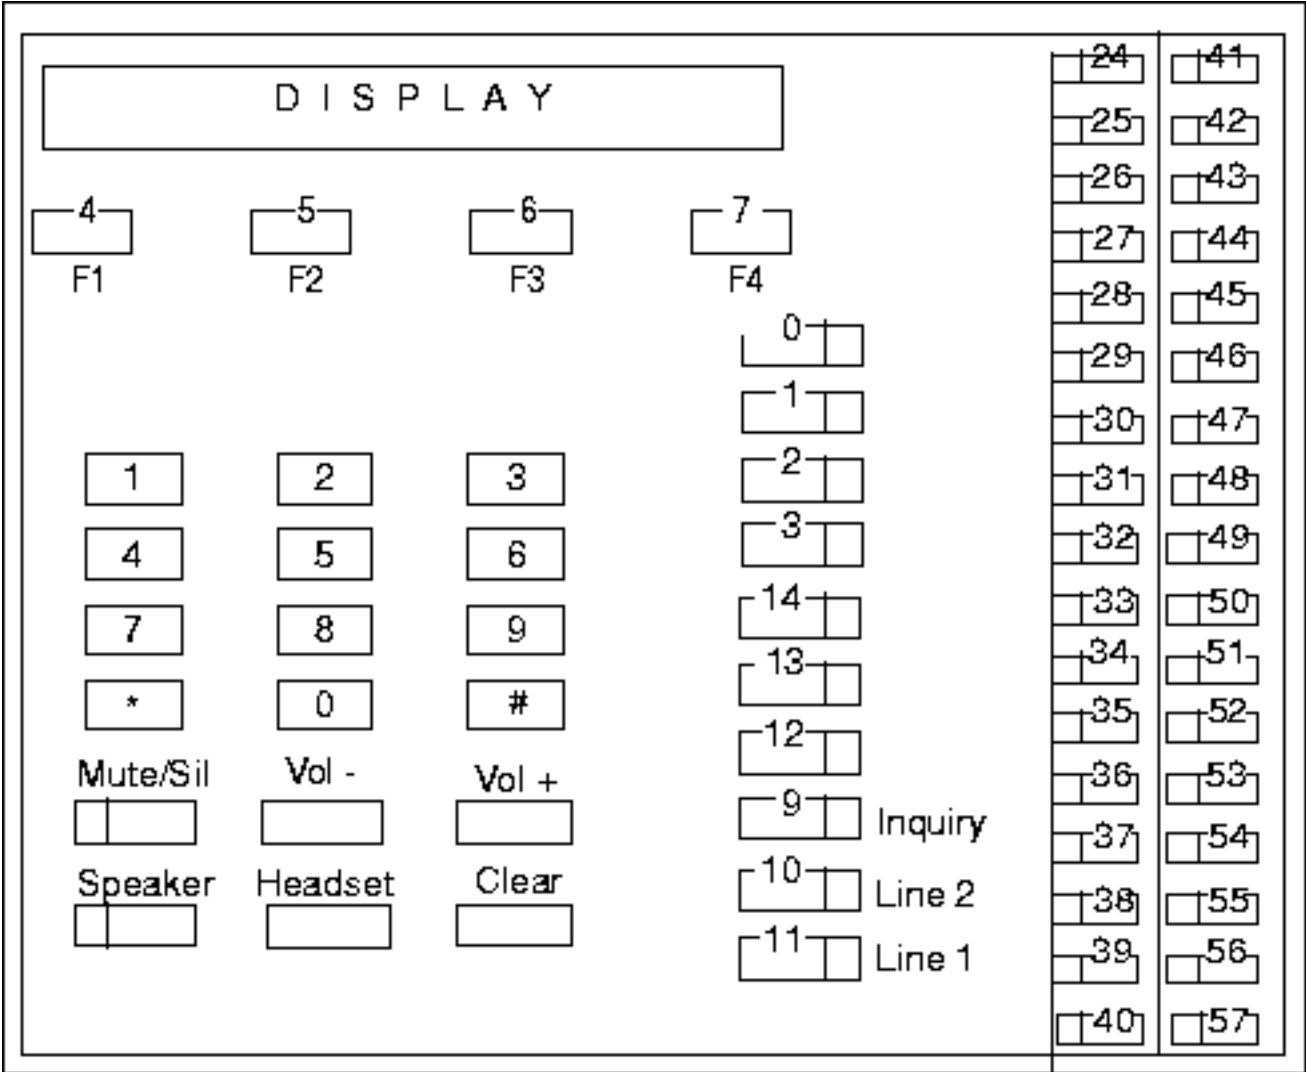 DISPLAY
4 5 6 7
F1 F2 F3 F4
0
1
2
3
14
13
12
9 Inquiry
10 Line 2
11 Line 1
1 2 3
4 5 6
7 8 9
* 0 #
Mute/Sil Vol - Vol +
Speaker Headset Clear
24 41
25 42
26 43
27 44
28 45
29 46
30 47
31 48
32 49
33 50
34 51
35 52
36 53
37 54
38 55
39 56
40 57